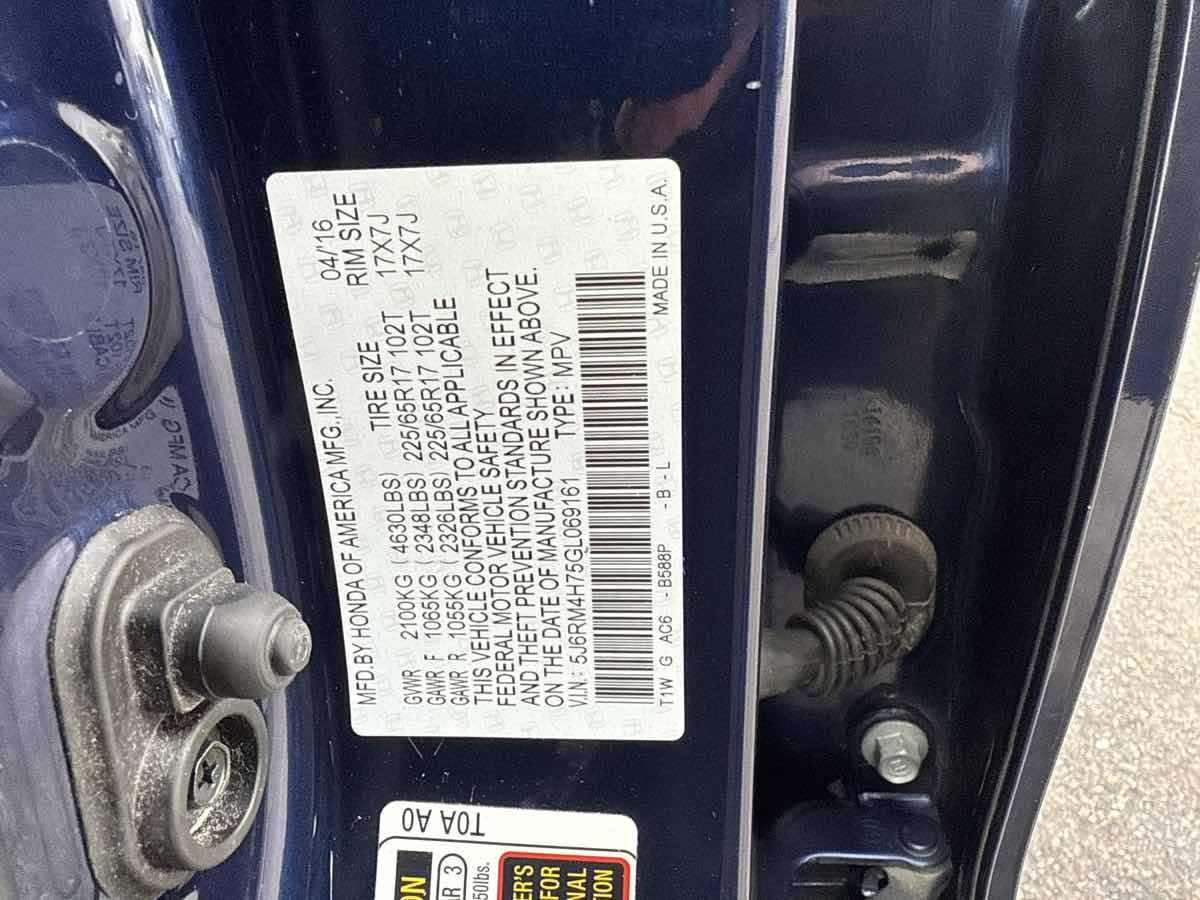 MFD. BY HONDA OF AMERICA MFG., INC. 04/'16
TIRE SIZE RIM SIZE
GVWR 2100KG ( 4630LBS)
GAWR F 1065KG ( 2348LBS) 225/65R17 102T 17X7J
GAWR R 1055KG ( 2326LBS) 225/65R17 102T 17X7J
THIS VEHICLE CONFORMS TO ALL APPLICABLE
FEDERAL MOTOR VEHICLE SAFETY
AND THEFT PREVENTION STANDARDS IN EFFECT
ON THE DATE OF MANUFACTURE SHOWN ABOVE.
V.I.N.: 5J6RM4H75GL069161 TYPE: MPV
T1W G AC6 -B588P -B-L MADE IN U.S.A.
T0A A0
AR 3
50lbs.